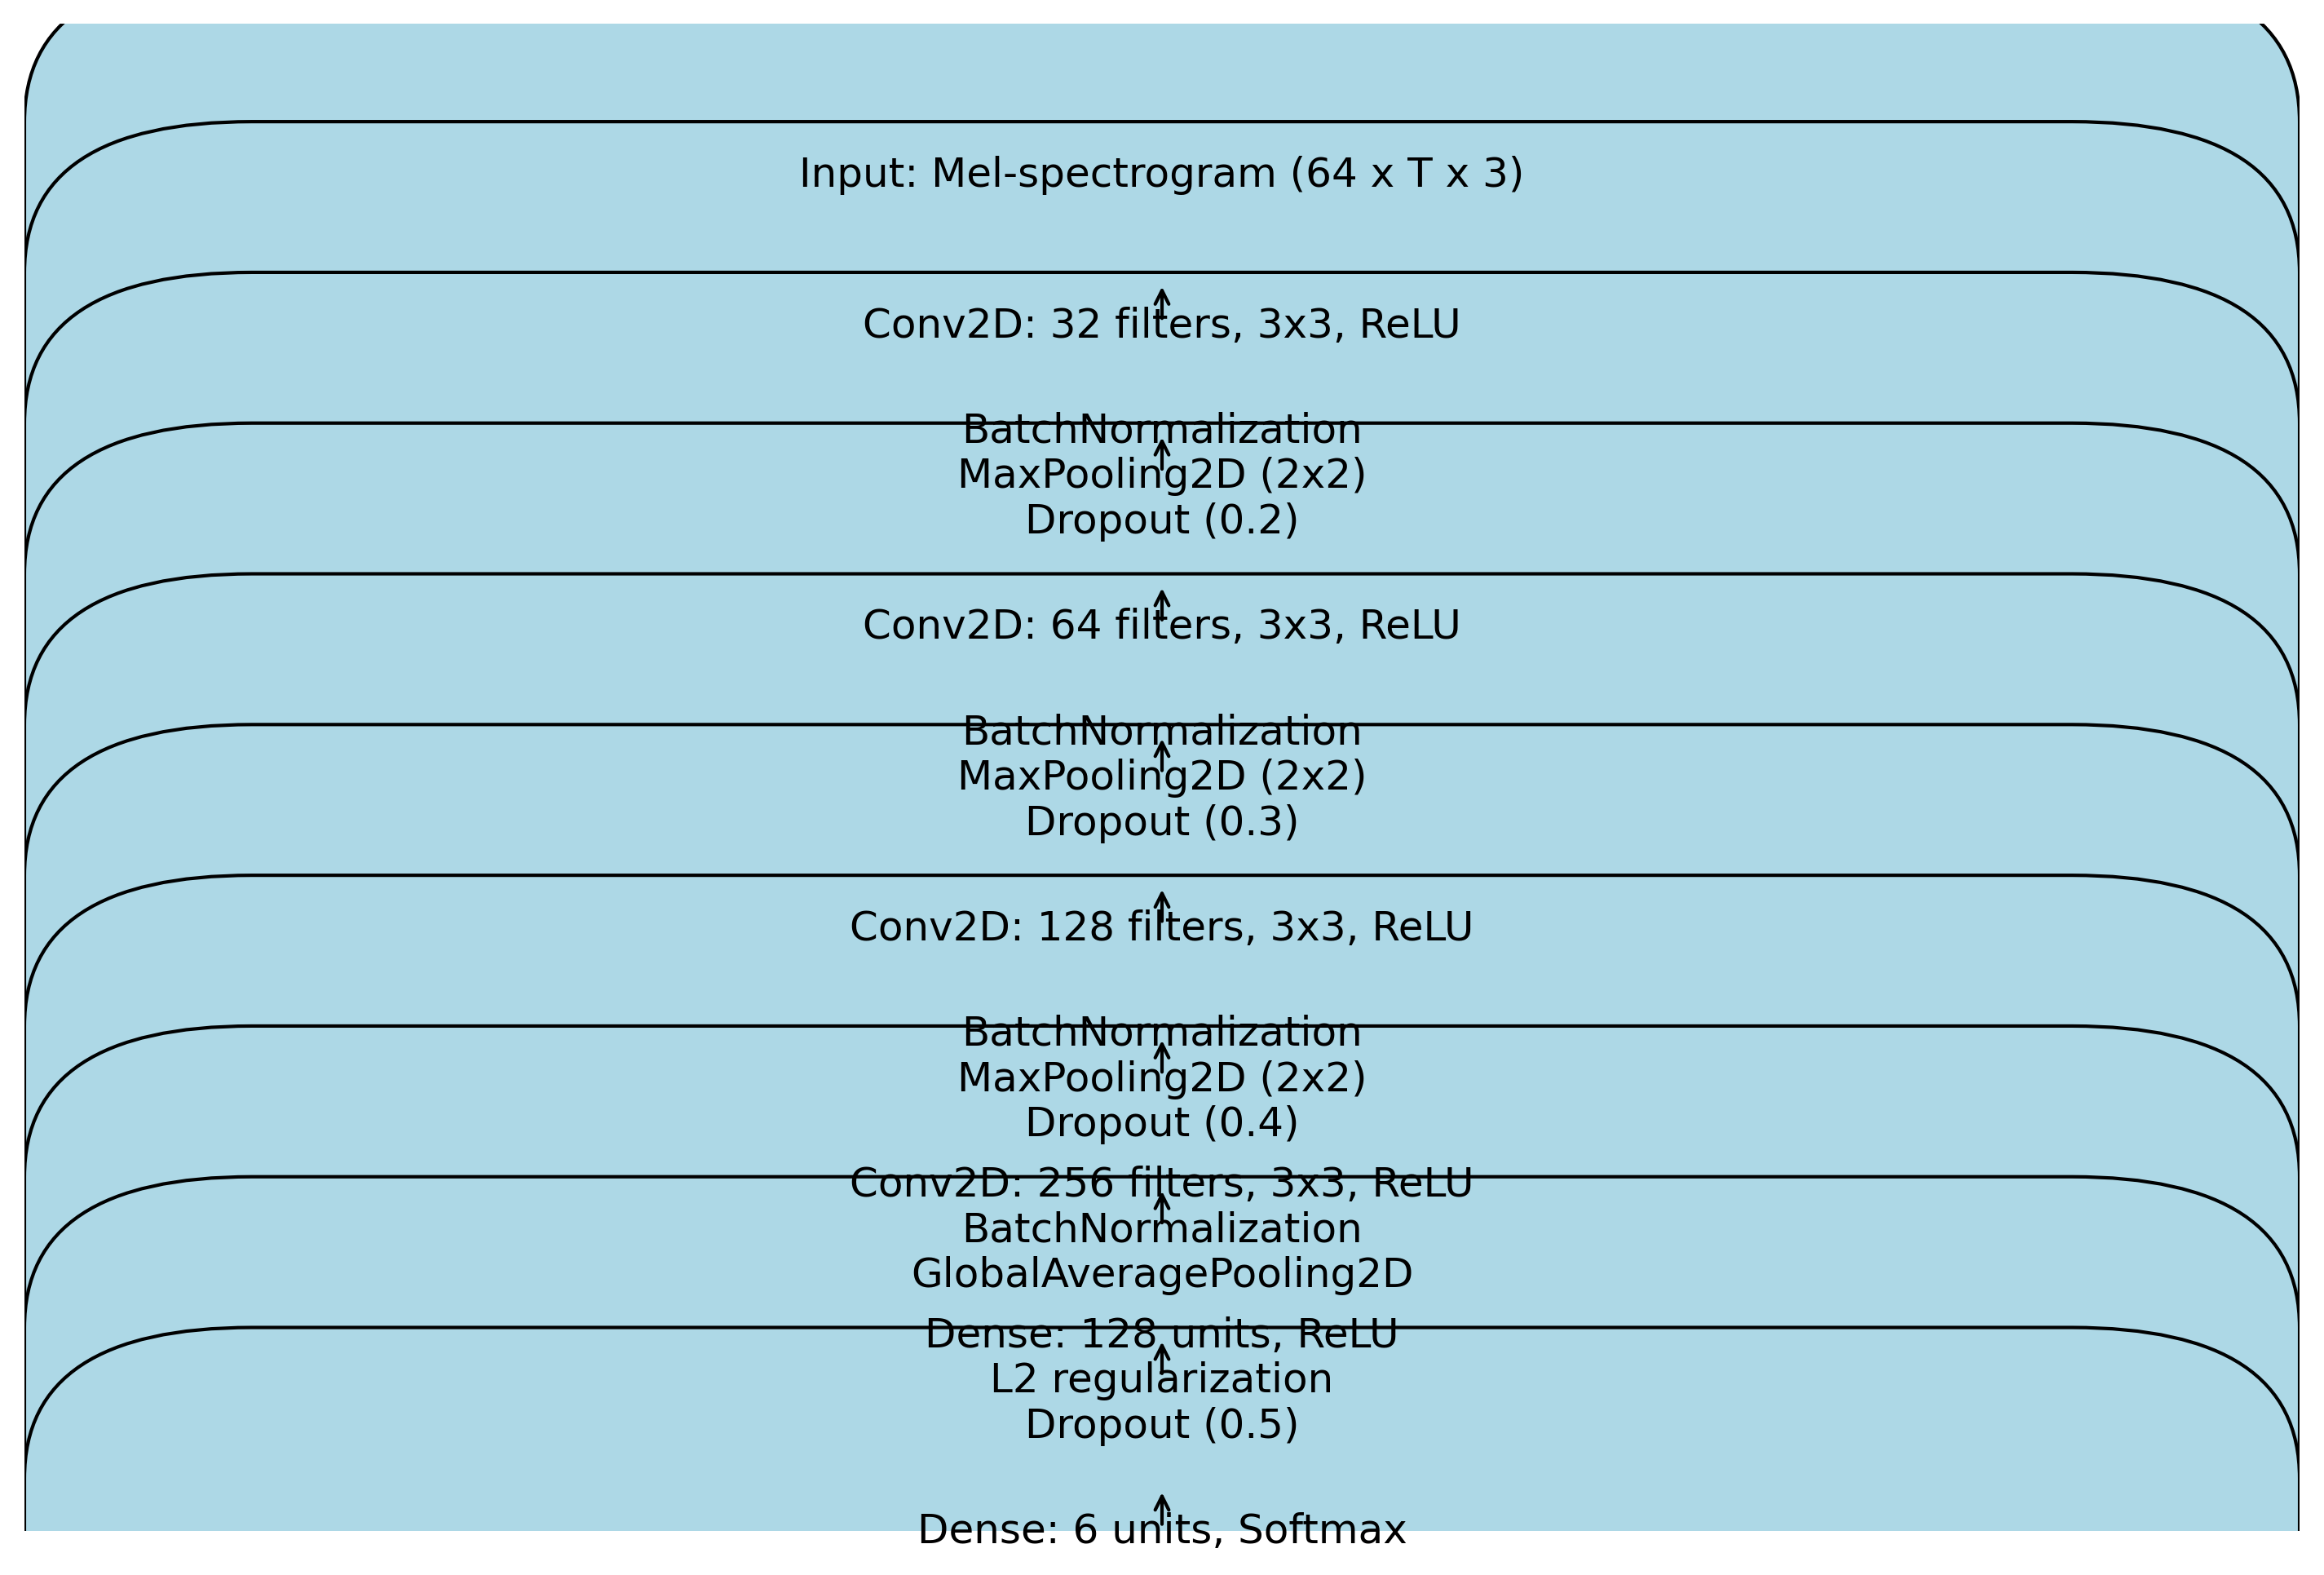 Input: Mel-spectrogram (64 x T x 3)
Conv2D: 32 filters, 3x3, ReLU
BatchNormalization
MaxPooling2D (2x2)
Dropout (0.2)
Conv2D: 64 filters, 3x3, ReLU
BatchNormalization
MaxPooling2D (2x2)
Dropout (0.3)
Conv2D: 128 filters, 3x3, ReLU
BatchNormalization
MaxPooling2D (2x2)
Dropout (0.4)
Conv2D: 256 filters, 3x3, ReLU
BatchNormalization
GlobalAveragePooling2D
Dense: 128 units, ReLU
L2 regularization
Dropout (0.5)
Dense: 6 units, Softmax